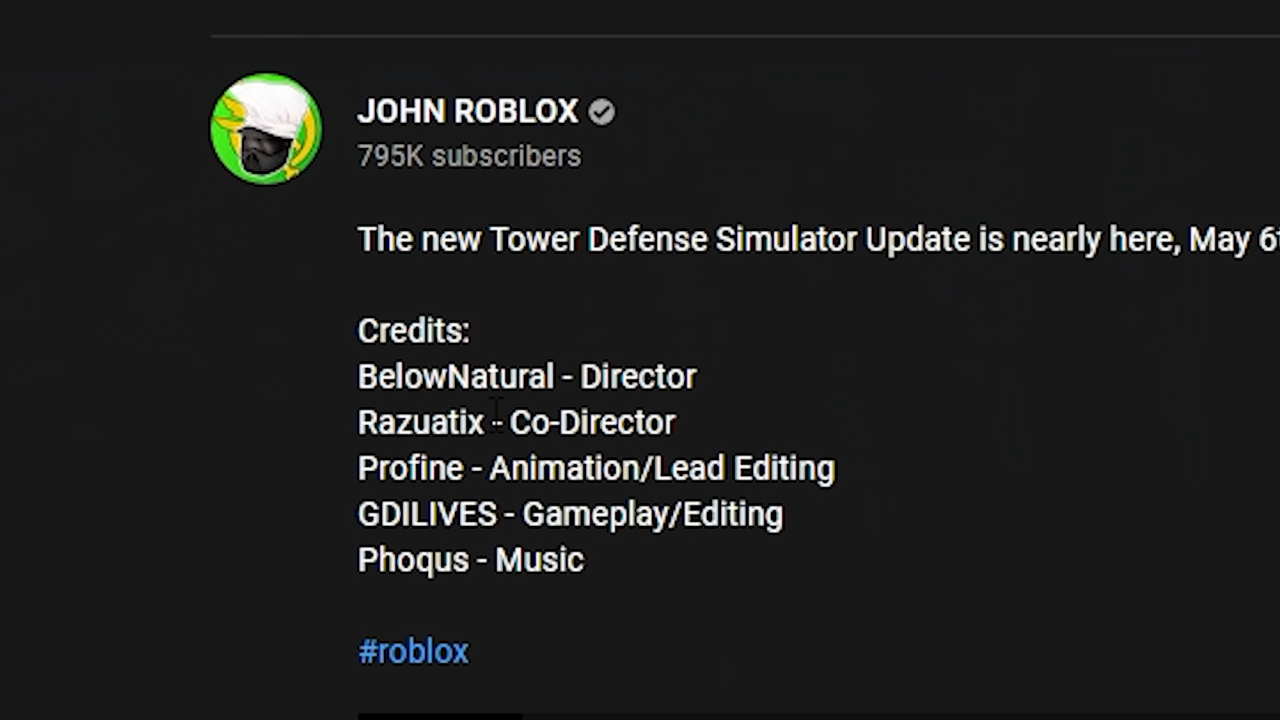 JOHN ROBLOX
795K subscribers
The new Tower Defense Simulator Update is nearly here, May
Credits:
BelowNatural - Director
Razuatix - Co-Director
Profine - Animation/Lead Editing
GDILIVES - Gameplay/Editing
Phoqus - Music
#roblox